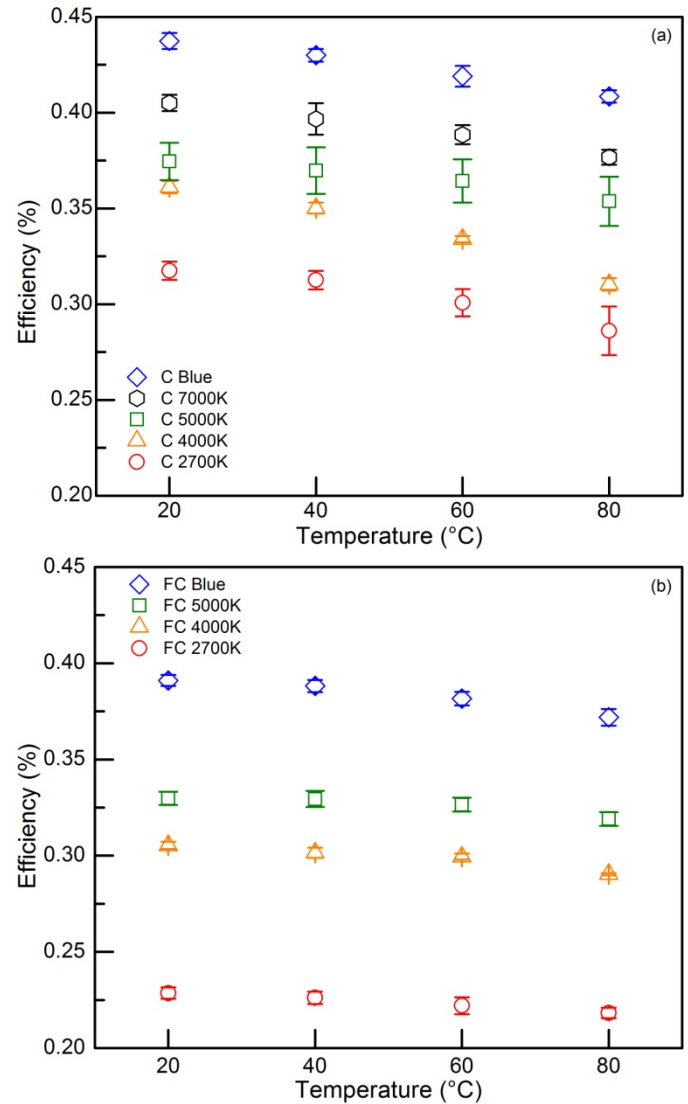 0.45
(a)
0.40
0.35
0.30
0.25
0.20
Efficiency (%)
C Blue
C 7000K
C 5000K
C 4000K
C 2700K
20 40 60 80
Temperature (°C)
0.45
FC Blue
(b)
FC 5000K
FC 4000K
FC 2700K
0.40
0.35
0.30
0.25
0.20
Efficiency (%)
20 40 60 80
Temperature (°C)